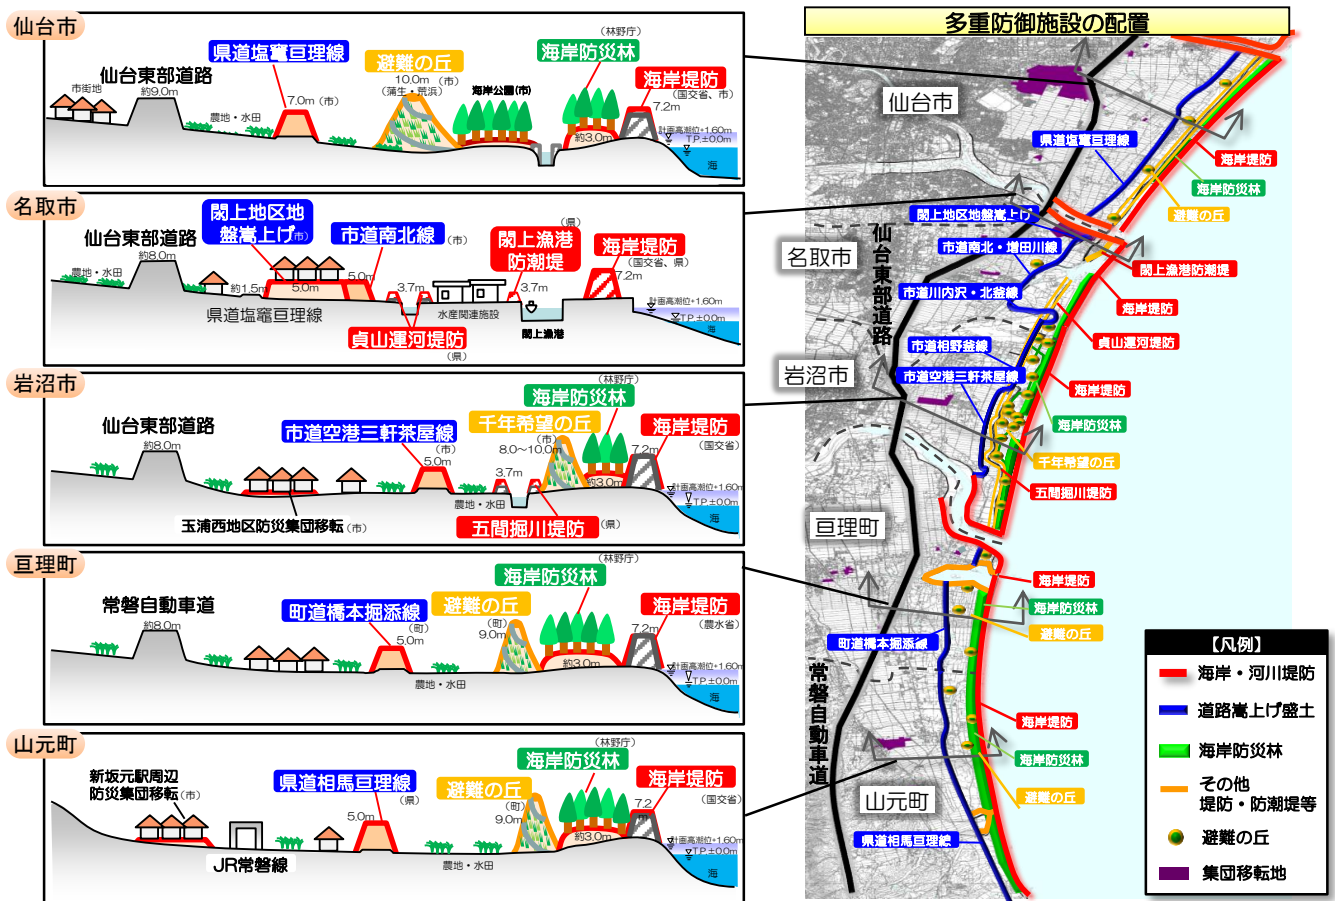 仙台市
市街地
仙台東部道路
約9.0m
農地・水田
県道塩竈亘理線
7.0m（市）
避難の丘
10.0m（市）
（蒲生・荒浜）
海岸公園(市)
（林野庁）
海岸防災林
約3.0m
海岸堤防
（国交省、市）
7.2m
計画高潮位+1.60m
T.P.±0.0m
海
名取市
農地・水田
仙台東部道路
約8.0m
約1.5m
県道塩竈亘理線
閖上地区地
盤嵩上げ（市）
5.0m
市道南北線（市）
5.0m
3.7m
貞山運河堤防
（県）
水産関連施設
（県）
閖上漁港
防潮堤
3.7m
閖上漁港
海岸堤防
（国交省、県）
7.2m
計画高潮位+1.60m
T.P.±0.0m
海
岩沼市
仙台東部道路
約8.0m
玉浦西地区防災集団移転（市）
市道空港三軒茶屋線
（市）
5.0m
農地・水田
3.7m
五間掘川堤防（県）
千年希望の丘
（市）
8.0～10.0m
（林野庁）
海岸防災林
約3.0m
海岸堤防
（国交省）
7.2m
計画高潮位+1.60m
T.P.±0.0m
海
亘理町
常磐自動車道
約8.0m
町道橋本掘添線
（町）
5.0m
農地・水田
避難の丘
（町）
9.0m
（林野庁）
海岸防災林
約3.0m
海岸堤防
（農水省）
7.2m
計画高潮位+1.60m
T.P.±0.0m
海
山元町
新坂元駅周辺
防災集団移転（市）
JR常磐線
県道相馬亘理線
（県）
5.0m
農地・水田
避難の丘
（町）
9.0m
（林野庁）
海岸防災林
約3.0m
海岸堤防
（国交省）
7.2
m
計画高潮位+1.60m
T.P.±0.0m
海
多重防御施設の配置
仙台市
県道塩竈亘理線
海岸堤防
海岸防災林
避難の丘
閖上地区地盤嵩上げ
名取市
仙台東部道路
市道南北・増田川線
閖上漁港防潮堤
市道川内沢・北釜線
海岸堤防
貞山運河堤防
市道相野釜線
岩沼市
市道空港三軒茶屋線
海岸堤防
海岸防災林
千年希望の丘
五間掘川堤防
亘理町
海岸堤防
海岸防災林
避難の丘
町道橋本掘添線
常磐自動車道
海岸堤防
海岸防災林
山元町
避難の丘
県道相馬亘理線
【凡例】
海岸・河川堤防
道路嵩上げ盛土
海岸防災林
その他
堤防・防潮堤等
避難の丘
集団移転地